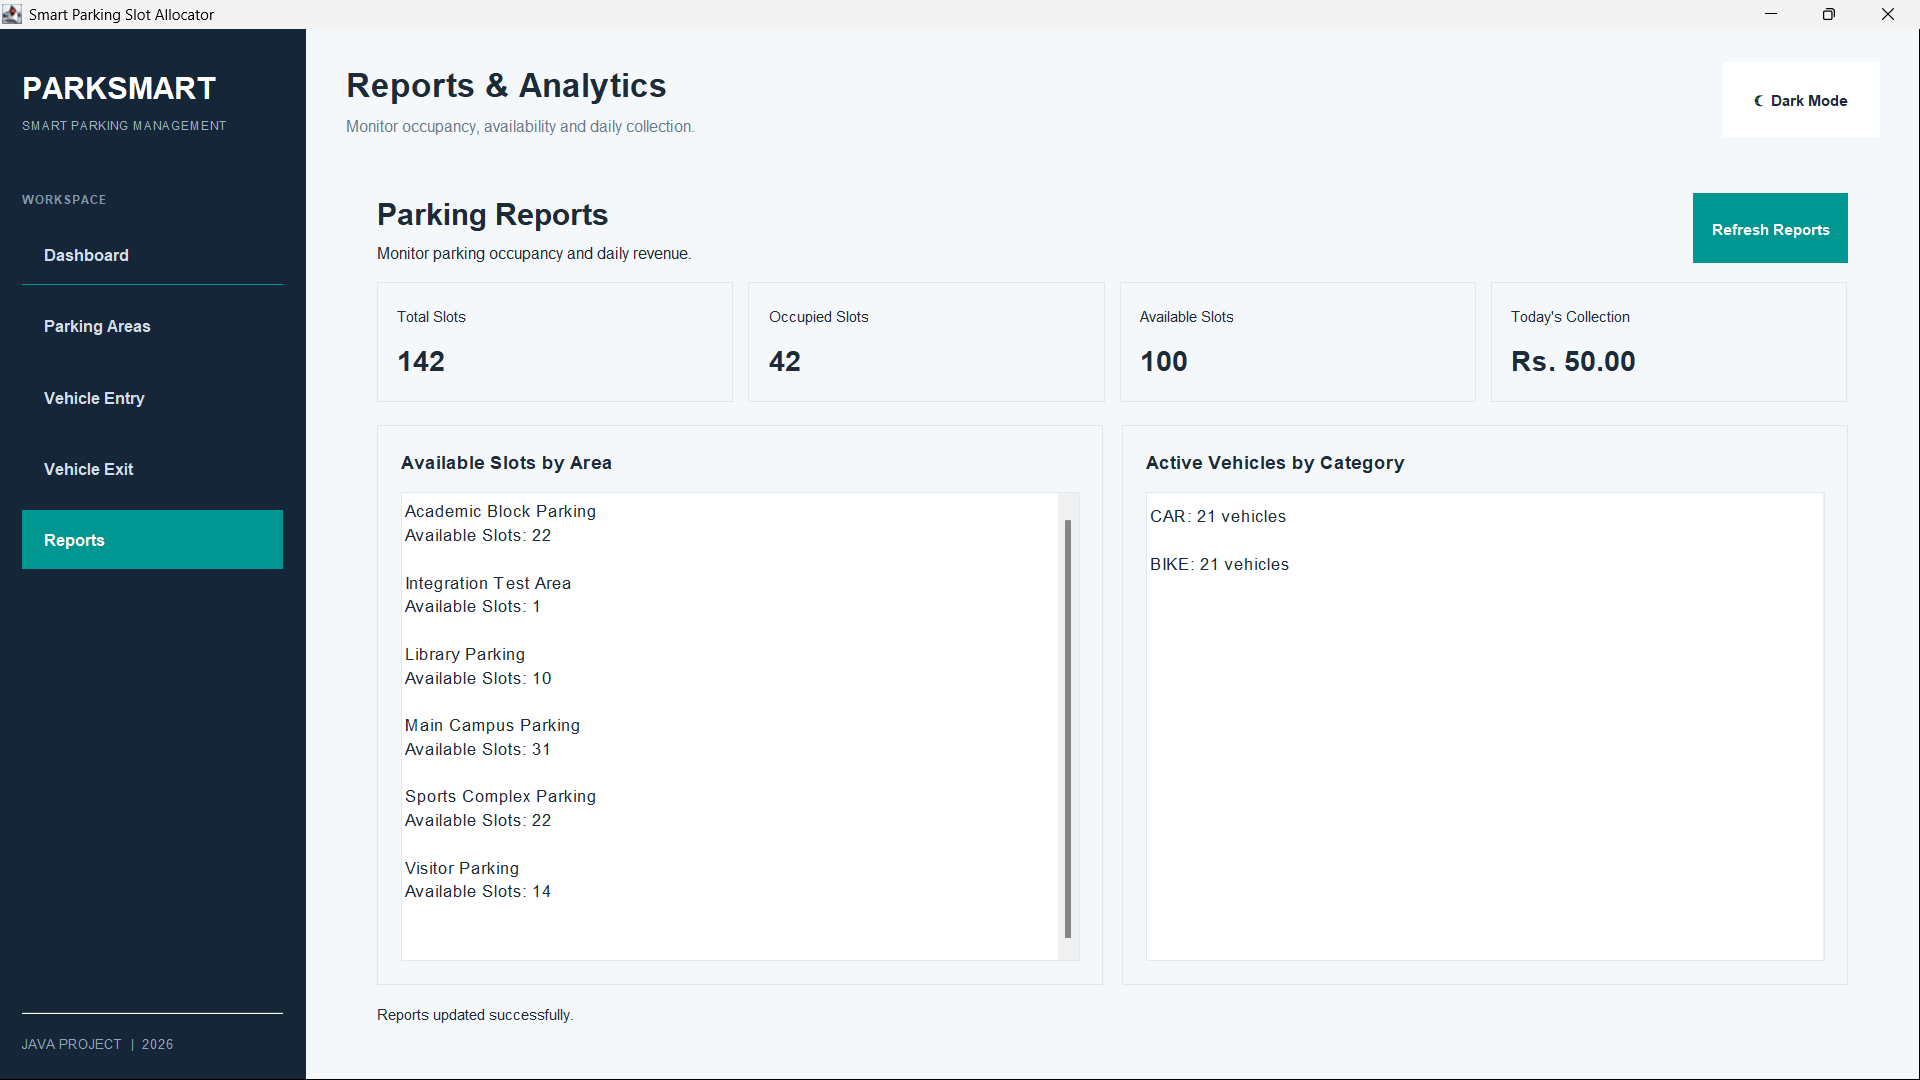 Smart Parking Slot Allocator
PARKSMART
SMART PARKING MANAGEMENT
WORKSPACE
Dashboard
Parking Areas
Vehicle Entry
Vehicle Exit
Reports
JAVA PROJECT | 2026
Reports & Analytics
Monitor occupancy, availability and daily collection.
Dark Mode
Parking Reports
Monitor parking occupancy and daily revenue.
Refresh Reports
Total Slots
142
Occupied Slots
42
Available Slots
100
Today's Collection
Rs. 50.00
Available Slots by Area
Academic Block Parking
Available Slots: 22
Integration Test Area
Available Slots: 1
Library Parking
Available Slots: 10
Main Campus Parking
Available Slots: 31
Sports Complex Parking
Available Slots: 22
Visitor Parking
Available Slots: 14
Active Vehicles by Category
CAR: 21 vehicles
BIKE: 21 vehicles
Reports updated successfully.